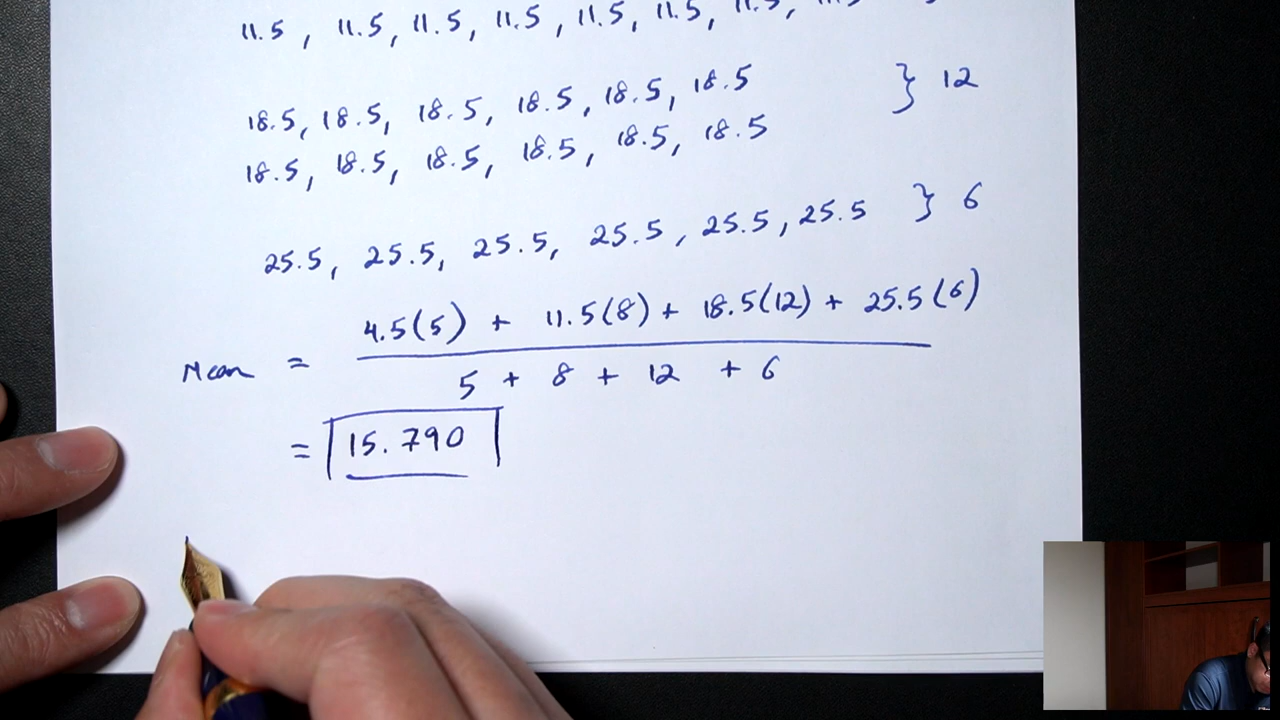 11.5 , 11.5, 11.5, 11.5, 11.5, 11.5, 11.5,
18.5, 18.5, 18.5, 18.5, 18.5, 18.5 } 12
18.5, 18.5, 18.5, 18.5, 18.5, 18.5
25.5, 25.5, 25.5, 25.5, 25.5, 25.5 } 6
4.5(5) + 11.5(8) + 18.5(12) + 25.5(6)
Mean =
5 + 8 + 12 + 6
= 15.790